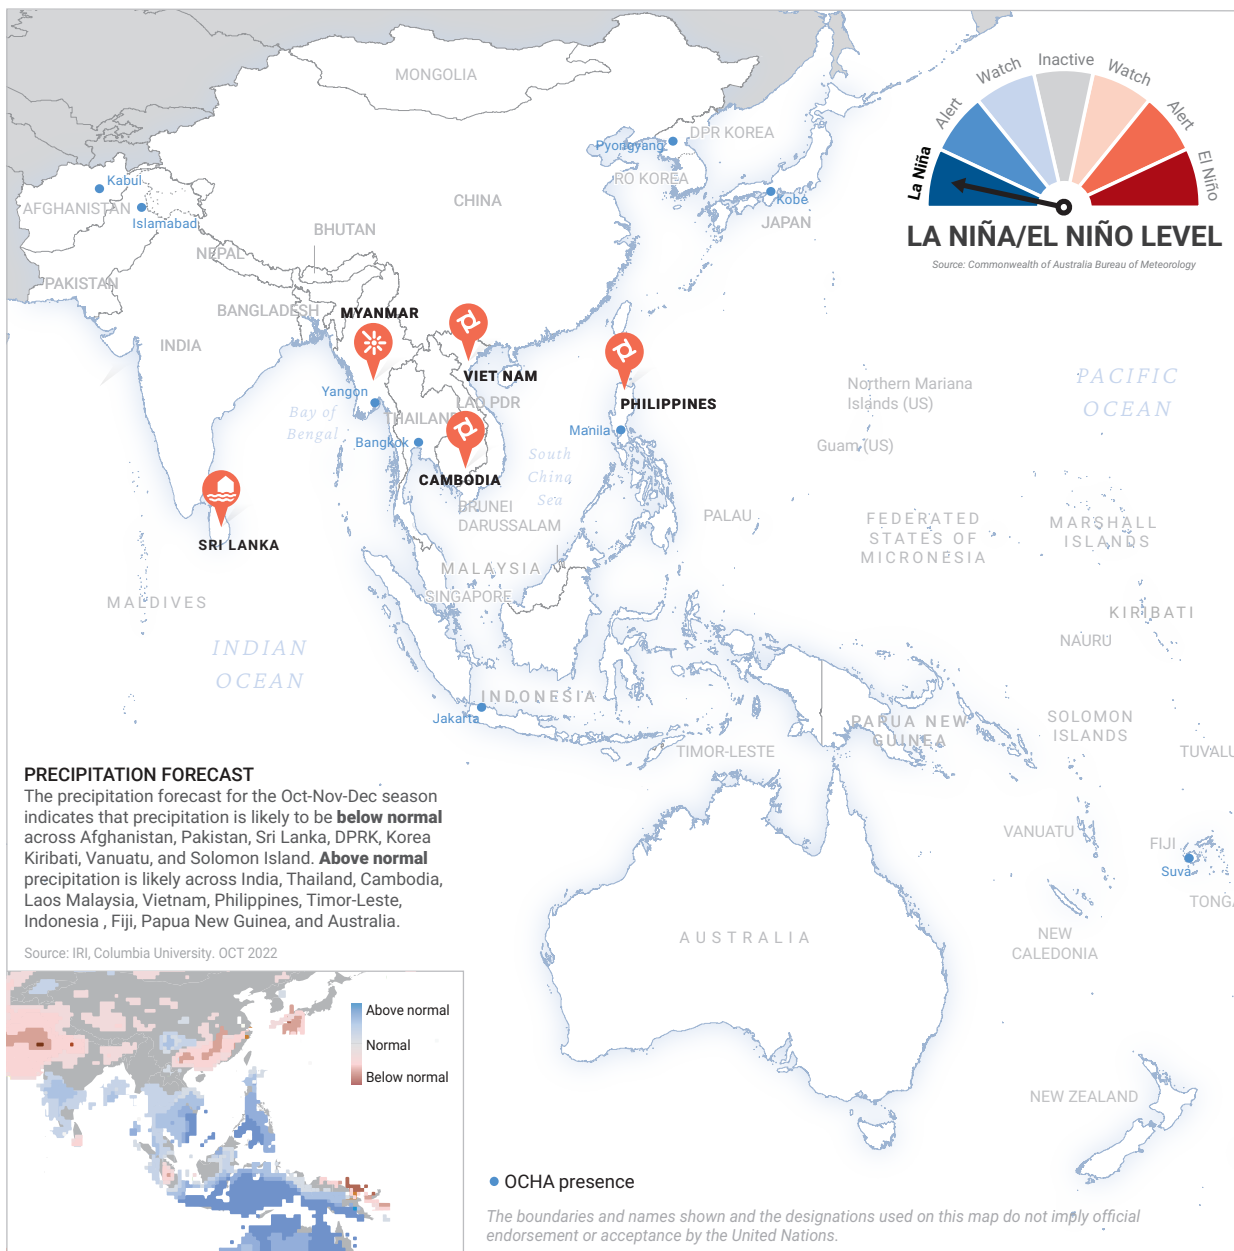 MONGOLIA
Inactive
Watch
Watch
Alert
Alert
La Niña
El Niño
LA NIÑA/EL NIÑO LEVEL
Source: Commonwealth of Australia Bureau of Meteorology
DPR KOREA
Pyongyang
RO KOREA
Kabul
AFGHANISTAN
Islamabad
CHINA
Kobe
JAPAN
BHUTAN
NEPAL
PAKISTAN
BANGLADESH
MYANMAR
INDIA
VIET NAM
Yangon
LAO PDR
PHILIPPINES
Northern Mariana
Islands (US)
PACIFIC
OCEAN
Bay of
Bengal
THAILAND
Bangkok
Manila
Guam (US)
South
China
Sea
CAMBODIA
BRUNEI
DARUSSALAM
PALAU
FEDERATED
STATES OF
MICRONESIA
MARSHALL
ISLANDS
SRI LANKA
MALAYSIA
SINGAPORE
MALDIVES
KIRIBATI
NAURU
INDIAN
OCEAN
INDONESIA
Jakarta
PAPUA NEW
GUINEA
SOLOMON
ISLANDS
TIMOR-LESTE
TUVALU
PRECIPITATION FORECAST
The precipitation forecast for the Oct-Nov-Dec season
indicates that precipitation is likely to be below normal
across Afghanistan, Pakistan, Sri Lanka, DPRK, Korea
Kiribati, Vanuatu, and Solomon Island. Above normal
precipitation is likely across India, Thailand, Cambodia,
Laos Malaysia, Vietnam, Philippines, Timor-Leste,
Indonesia , Fiji, Papua New Guinea, and Australia.
Source: IRI, Columbia University. OCT 2022
VANUATU
FIJI
Suva
TONGA
NEW
CALEDONIA
AUSTRALIA
Above normal
Normal
Below normal
NEW ZEALAND
OCHA presence
The boundaries and names shown and the designations used on this map do not imply official
endorsement or acceptance by the United Nations.